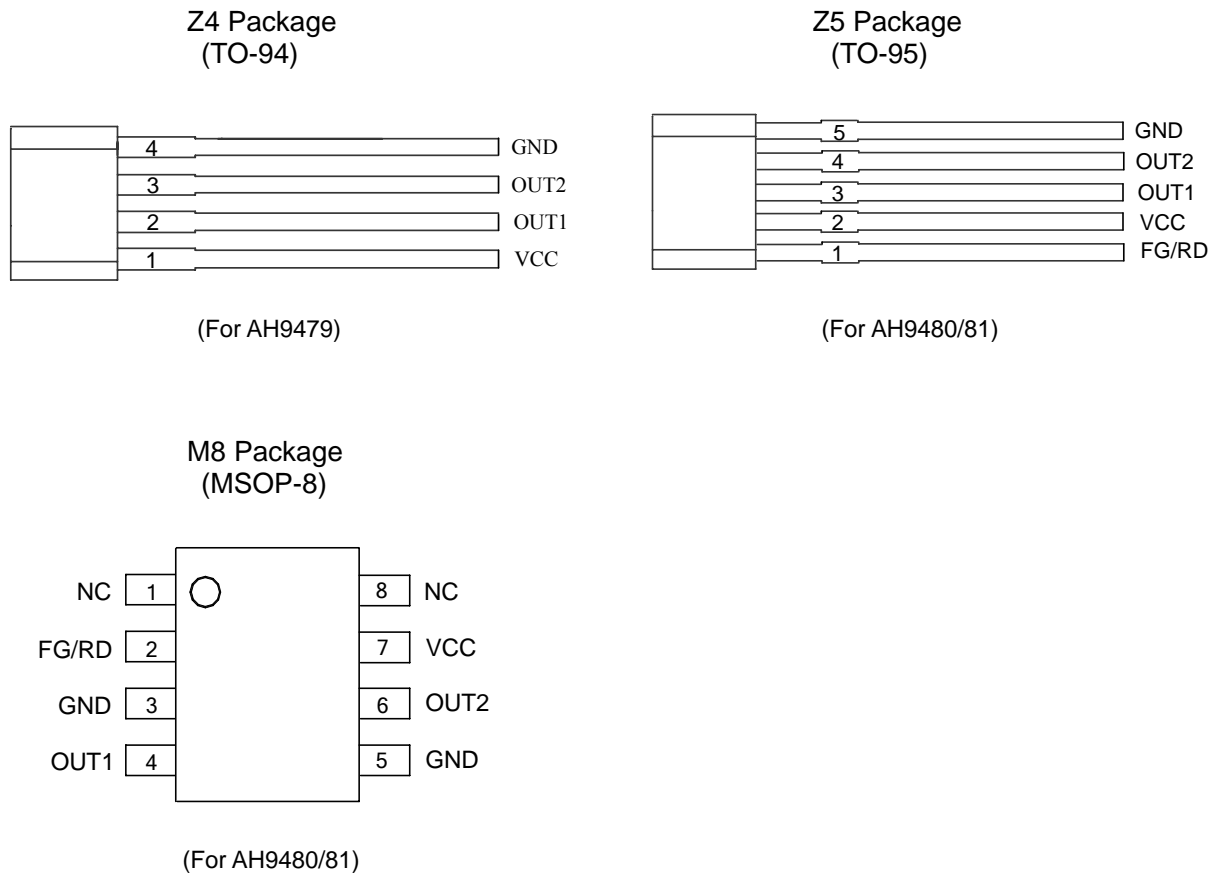 Z4 Package
(TO-94)
4 GND
3 OUT2
2 OUT1
1 VCC
(For AH9479)
Z5 Package
(TO-95)
5 GND
4 OUT2
3 OUT1
2 VCC
1 FG/RD
(For AH9480/81)
M8 Package
(MSOP-8)
NC 1 8 NC
FG/RD 2 7 VCC
GND 3 6 OUT2
OUT1 4 5 GND
(For AH9480/81)